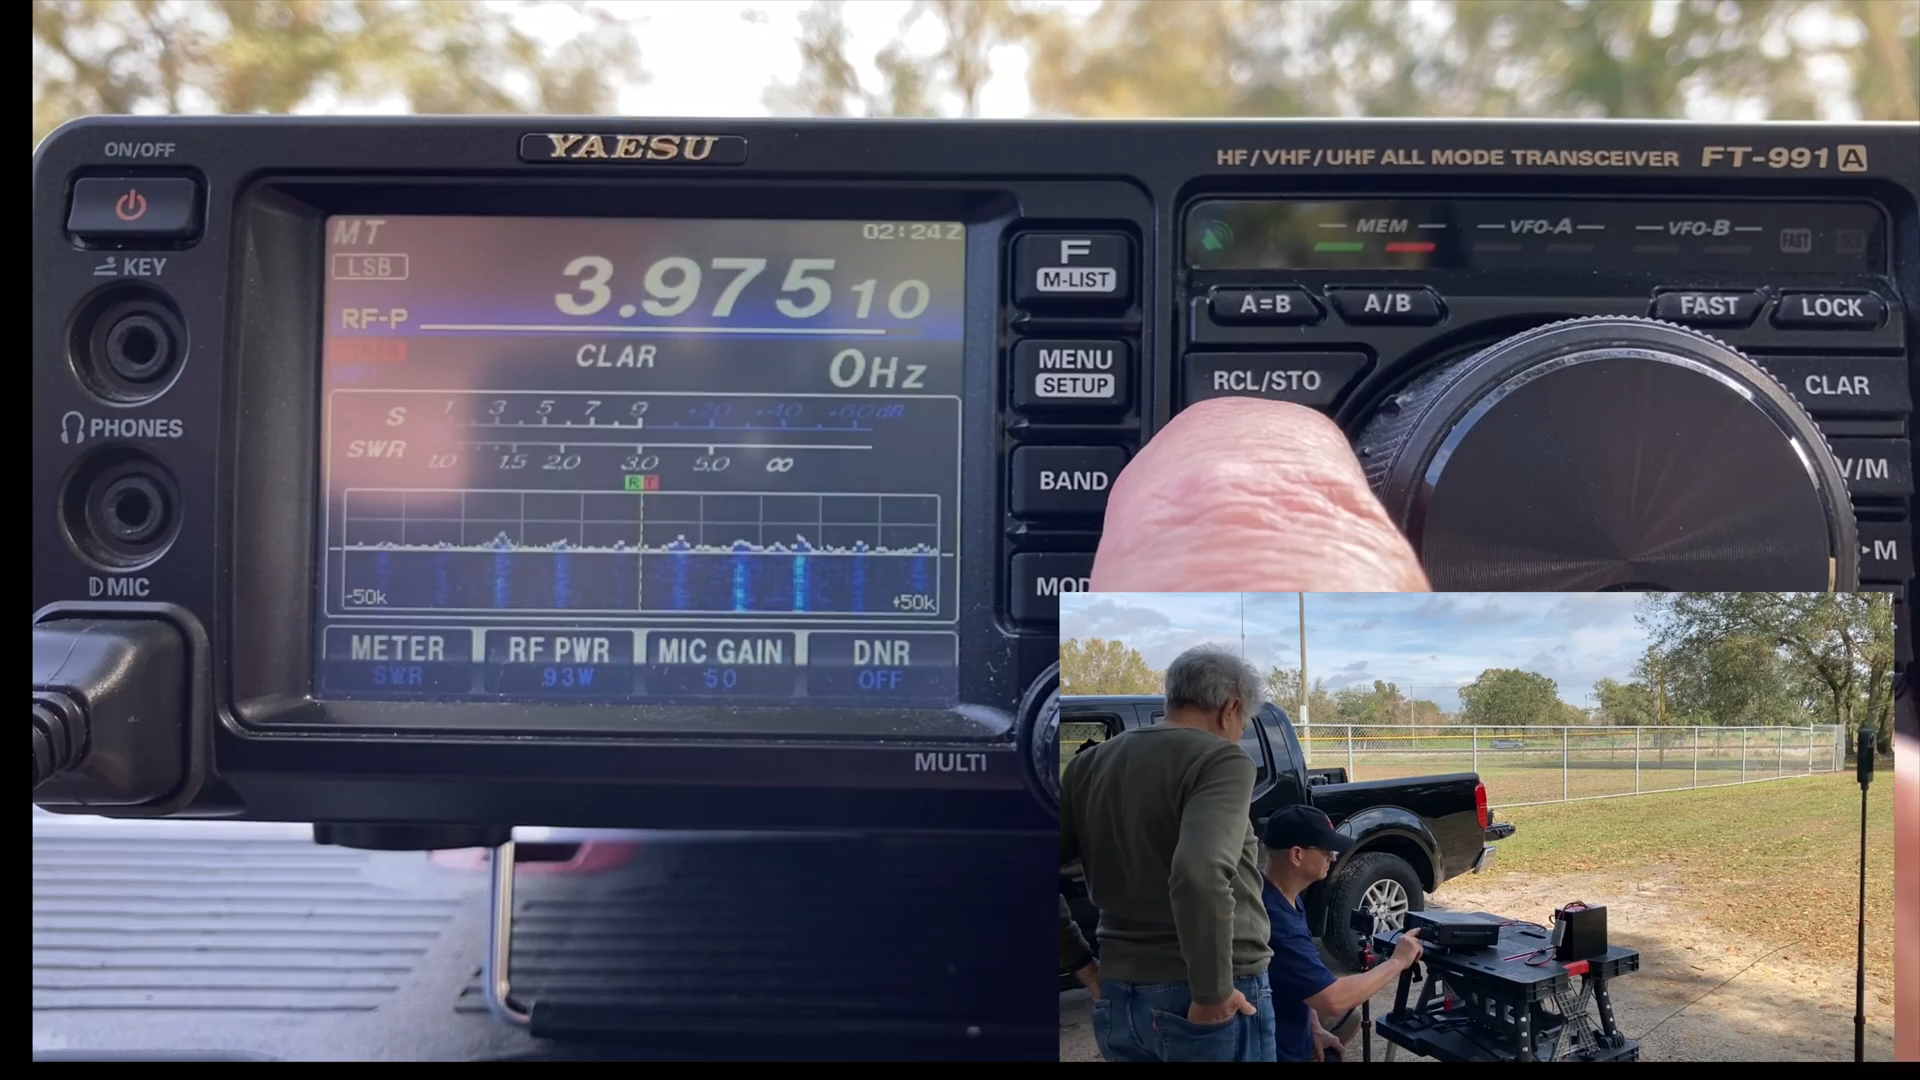 YAESU
HF/VHF/UHF ALL MODE TRANSCEIVER FT-991A
ON/OFF
KEY
PHONES
MIC
MT
02:24Z
LSB
3.97510
RF-P
CLAR
0Hz
S 1 3 5 7 9 +20 +40 +60dB
SWR
1.0 1.5 2.0 3.0 5.0 ∞
R T
-50k
+50k
METER
SWR
RF PWR
93W
MIC GAIN
50
DNR
OFF
MULTI
F
M-LIST
MENU
SETUP
BAND
MOD
MEM
VFO-A
VFO-B
FAST
A=B
A/B
FAST
LOCK
RCL/STO
CLAR
V/M
M